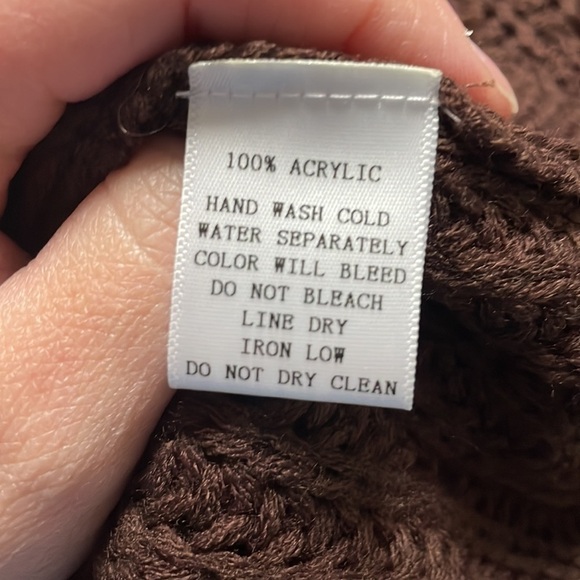 100% ACRYLIC
HAND WASH COLD
WATER SEPARATELY
COLOR WILL BLEED
DO NOT BLEACH
LINE DRY
IRON LOW
DO NOT DRY CLEAN